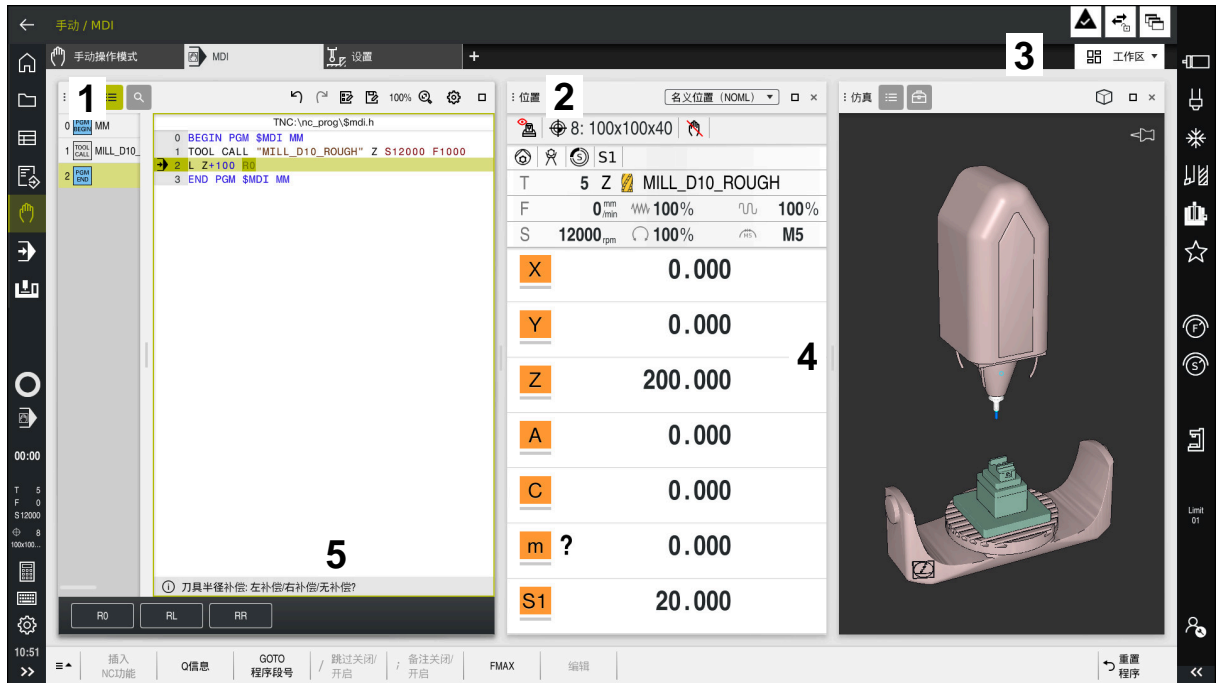 手动 / MDI
手动操作模式
MDI
设置
+
3
工作区
1
100%
0 PGM BEGIN MM
1 TOOL CALL MILL_D10_
2 PGM END
TNC:\nc_prog\$mdi.h
0 BEGIN PGM $MDI MM
1 TOOL CALL "MILL_D10_ROUGH" Z S12000 F1000
2 L Z+100 R0
3 END PGM $MDI MM
5
刀具半径补偿: 左补偿/右补偿/无补偿?
R0 RL RR
位置
2
名义位置 (NOML)
8: 100x100x40
S1
T 5 Z MILL_D10_ROUGH
F 0 mm/min 100% 100%
S 12000 rpm 100% M5
X 0.000
Y 0.000
4
Z 200.000
A 0.000
C 0.000
m ? 0.000
S1 20.000
仿真
00:00
T 5
F 0
S 12000
8
100x100...
10:51
F
S
Limit
01
插入
NC功能
Q信息
GOTO
程序段号
/ 跳过关闭/
开启
; 备注关闭/
开启
FMAX
编辑
重置
程序